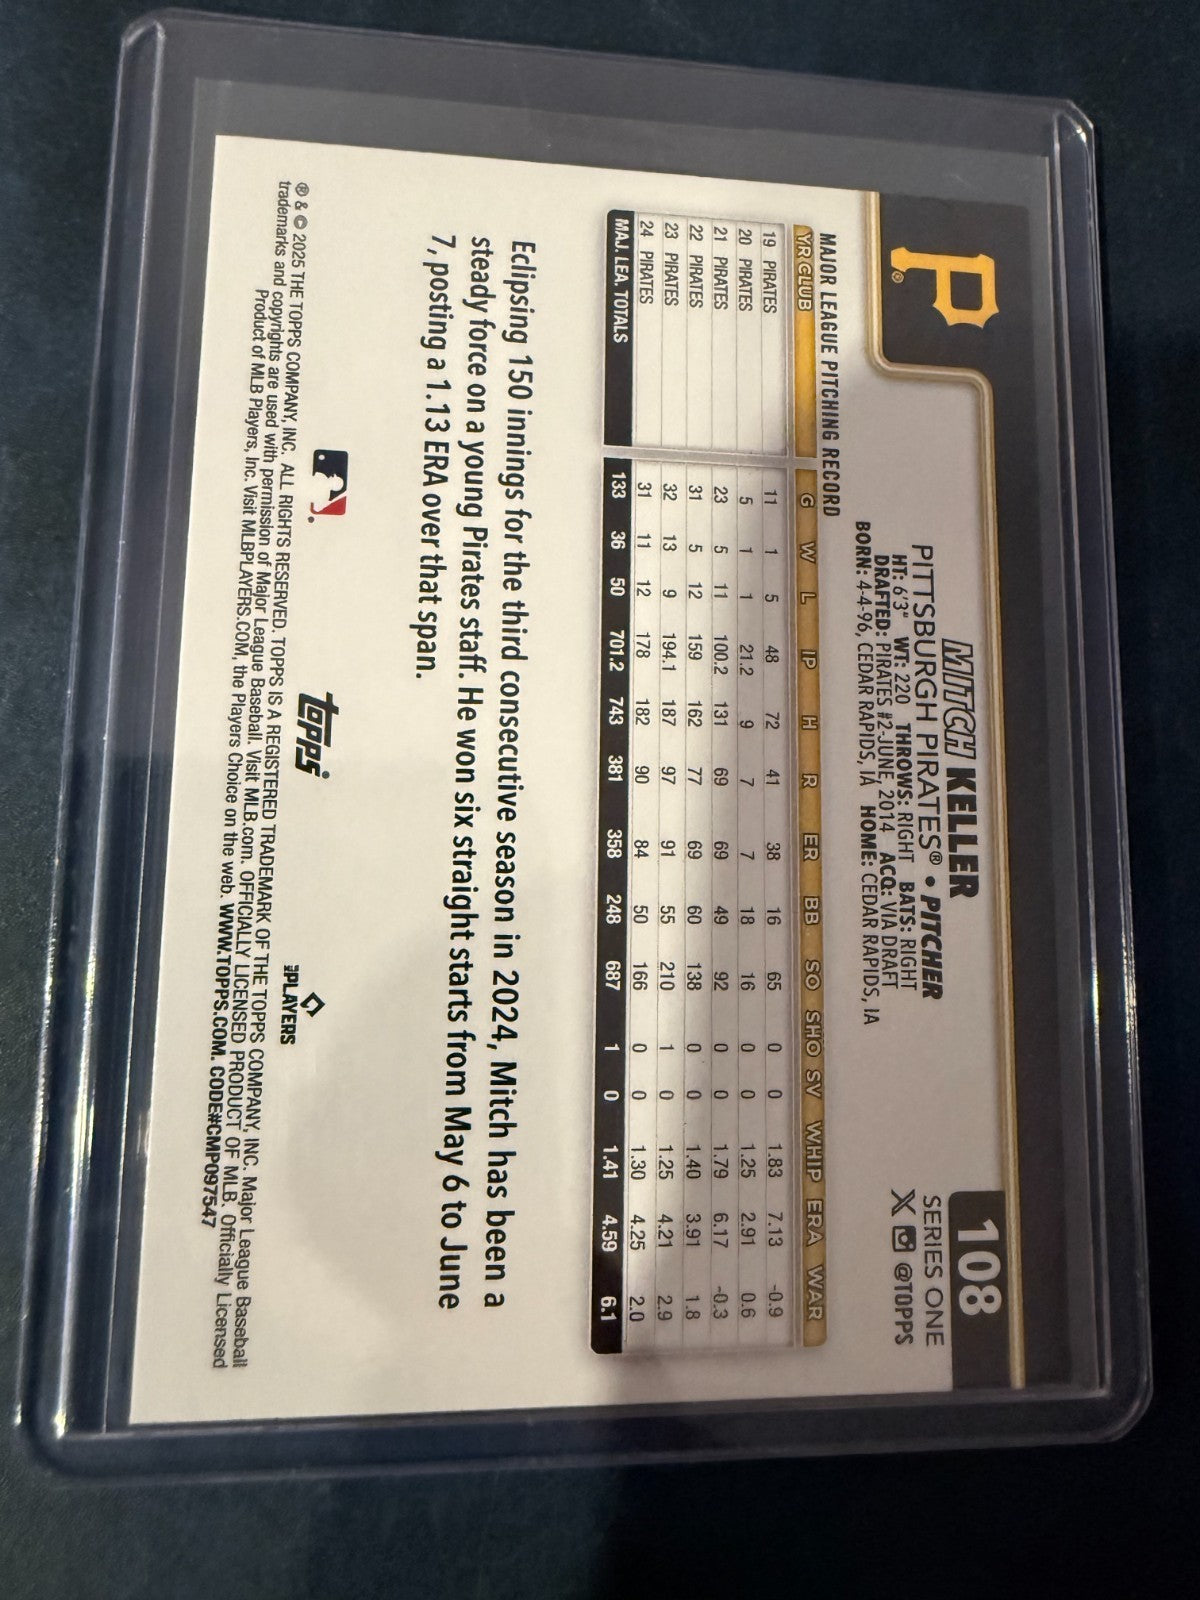 P®
108
SERIES ONE
@TOPPS
MITCH KELLER
PITTSBURGH PIRATES® • PITCHER
HT: 6'3" WT: 220 THROWS: RIGHT BATS: RIGHT
DRAFTED: PIRATES #2-JUNE, 2014 ACQ: VIA DRAFT
BORN: 4-4-96, CEDAR RAPIDS, IA HOME: CEDAR RAPIDS, IA
MAJOR LEAGUE PITCHING RECORD
YR CLUB G W L IP H R ER BB SO SHO SV WHIP ERA WAR
19 PIRATES 11 1 5 48 72 41 38 16 65 0 0 1.83 7.13 -0.9
20 PIRATES 5 1 1 21.2 9 7 7 18 16 0 0 1.25 2.91 0.6
21 PIRATES 23 5 11 100.2 131 69 69 49 92 0 0 1.79 6.17 -0.3
22 PIRATES 31 5 12 159 162 77 69 60 138 0 0 1.40 3.91 1.8
23 PIRATES 32 13 9 194.1 187 97 91 55 210 1 0 1.25 4.21 2.9
24 PIRATES 31 11 12 178 182 90 84 50 166 0 0 1.30 4.25 2.0
MAJ. LEA. TOTALS 133 36 50 701.2 743 381 358 248 687 1 0 1.41 4.59 6.1
Eclipsing 150 innings for the third consecutive season in 2024, Mitch has been a
steady force on a young Pirates staff. He won six straight starts from May 6 to June
7, posting a 1.13 ERA over that span.
topps®
PLAYERS
® & © 2025 THE TOPPS COMPANY, INC. ALL RIGHTS RESERVED. TOPPS IS A REGISTERED TRADEMARK OF THE TOPPS COMPANY, INC. Major League Baseball
trademarks and copyrights are used with permission of Major League Baseball. Visit MLB.com. OFFICIALLY LICENSED PRODUCT OF MLB. Officially Licensed
Product of MLB Players, Inc. Visit MLBPLAYERS.COM, the Players Choice on the web. WWW.TOPPS.COM. CODE#CMP097547